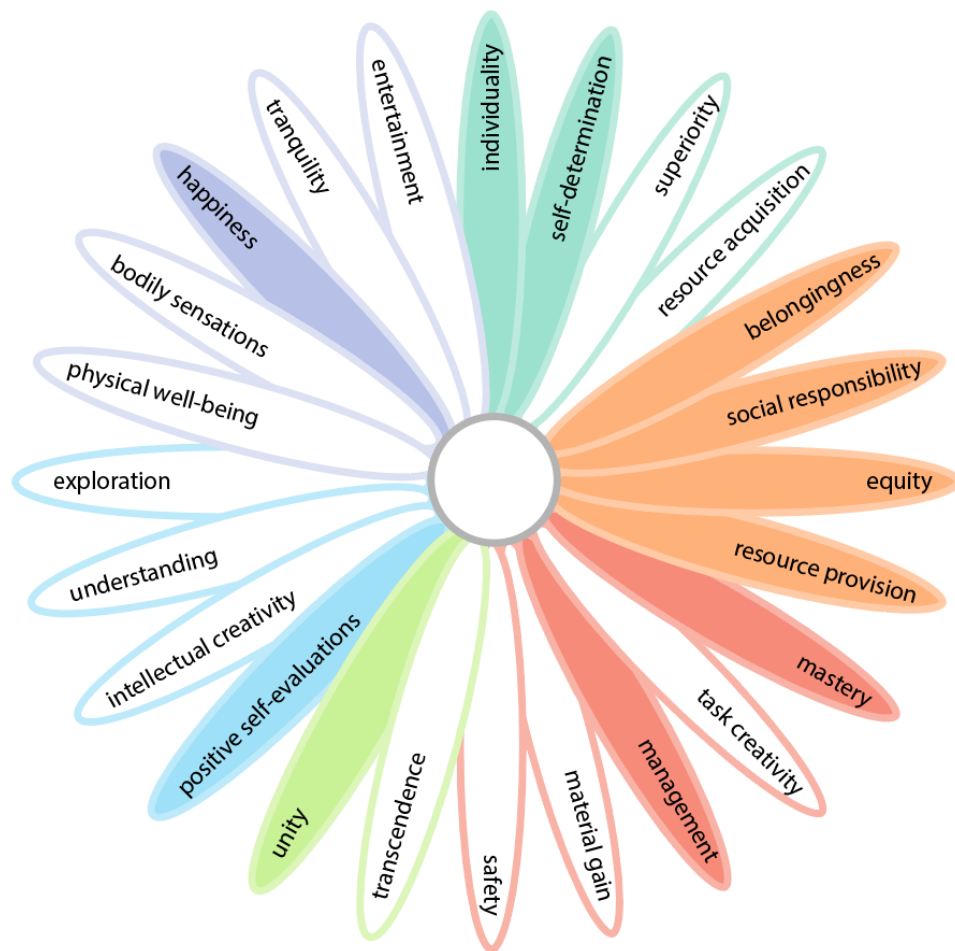 individuality
self-determination
superiority
resource acquisition
belongingness
social responsibility
equity
resource provision
mastery
task creativity
management
material gain
safety
transcendence
unity
positive self-evaluations
intellectual creativity
understanding
exploration
physical well-being
bodily sensations
happiness
tranquility
entertainment